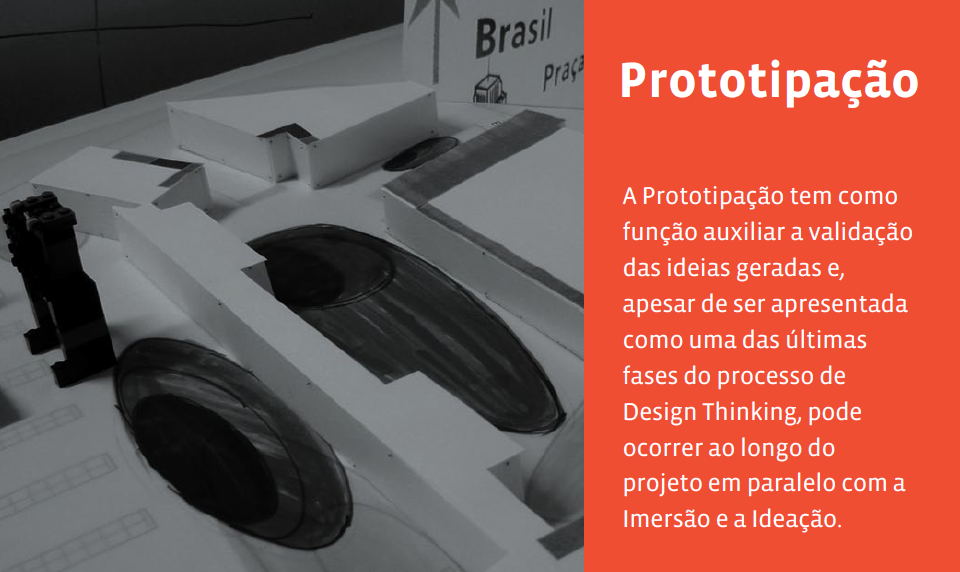 Brasil
Praça
Prototipação
A Prototipação tem como
função auxiliar a validação
das ideias geradas e,
apesar de ser apresentada
como uma das últimas
fases do processo de
Design Thinking, pode
ocorrer ao longo do
projeto em paralelo com a
Imersão e a Ideação.